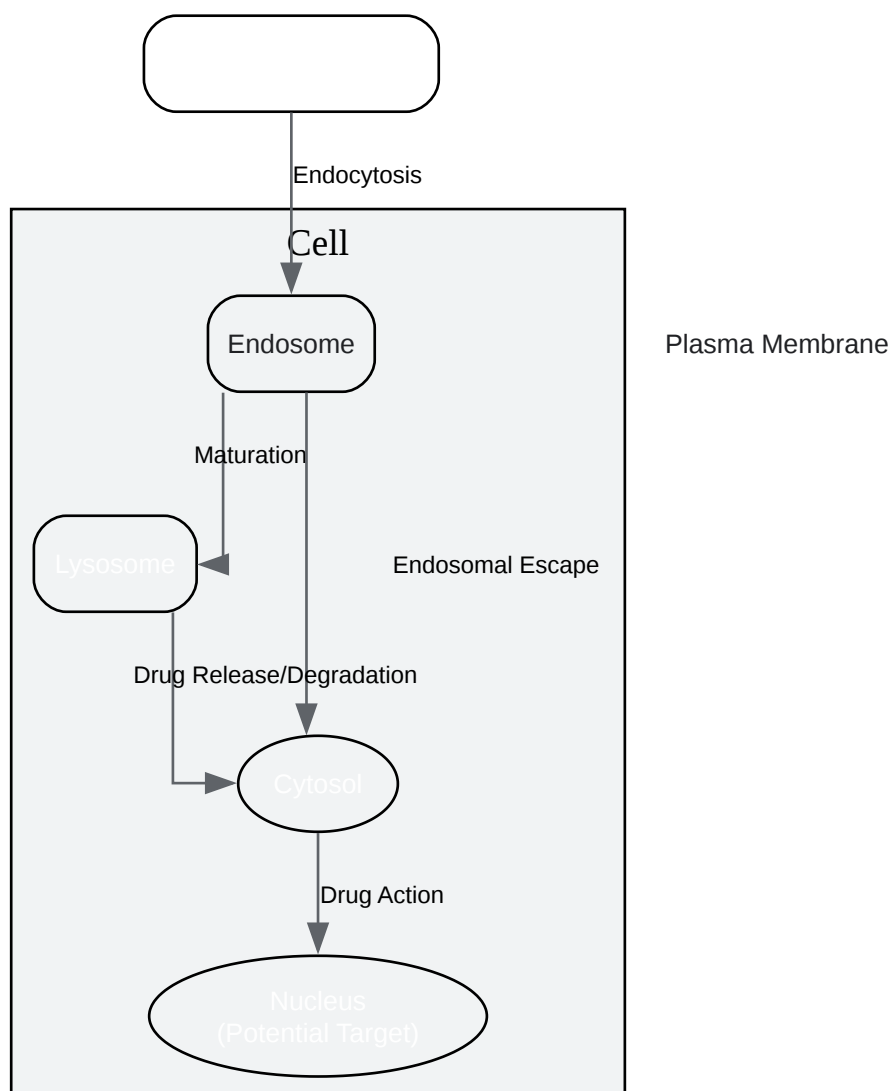 Endocytosis
Cell
Endosome
Plasma Membrane
Maturation
Lysosome
Endosomal Escape
Drug Release/Degradation
Cytosol
Drug Action
Nucleus
(Potential Target)